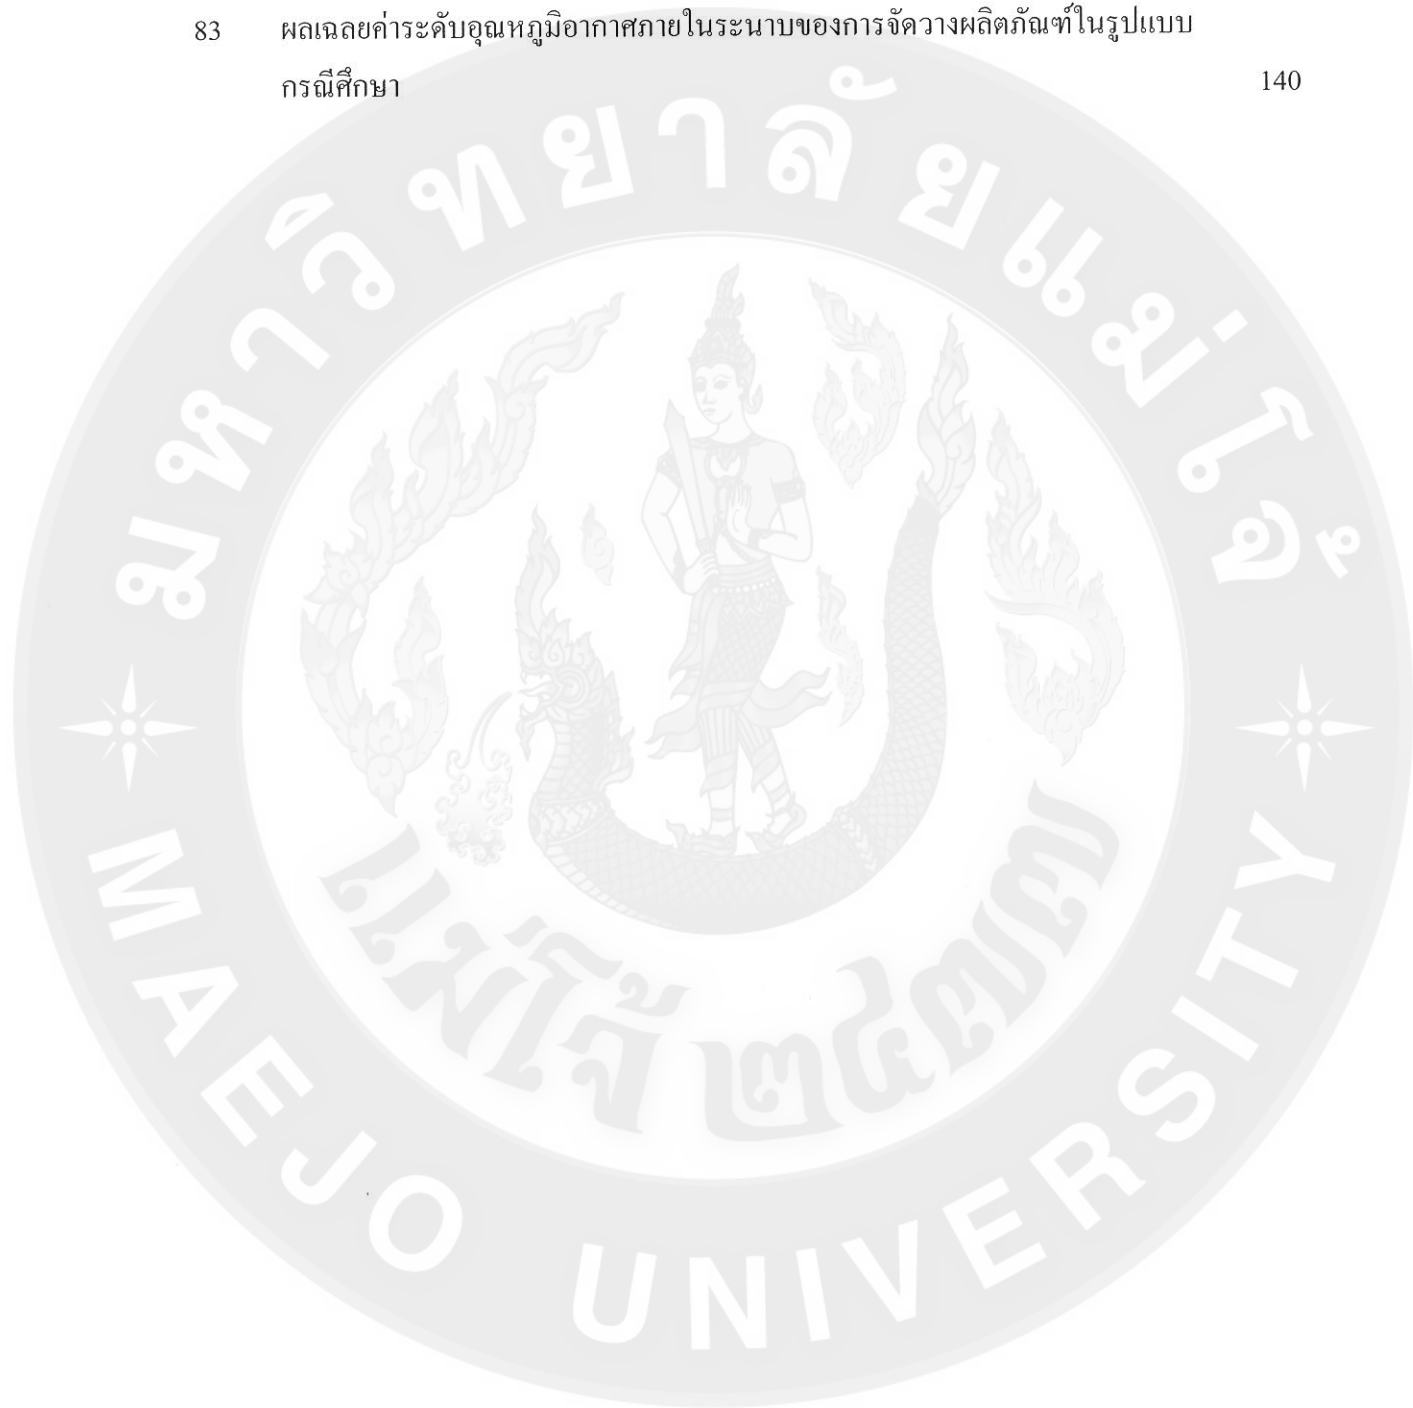 83 ผลเฉลยค่าระดับอุณหภูมิอากาศภายในระนาบของการจัดวางผลิตภัณฑ์ในรูปแบบ
กรณีศึกษา 140
มหาวิทยาลัยแม่โจ้
แม่โจ้ ๒๔๗๗
MAEJO UNIVERSITY